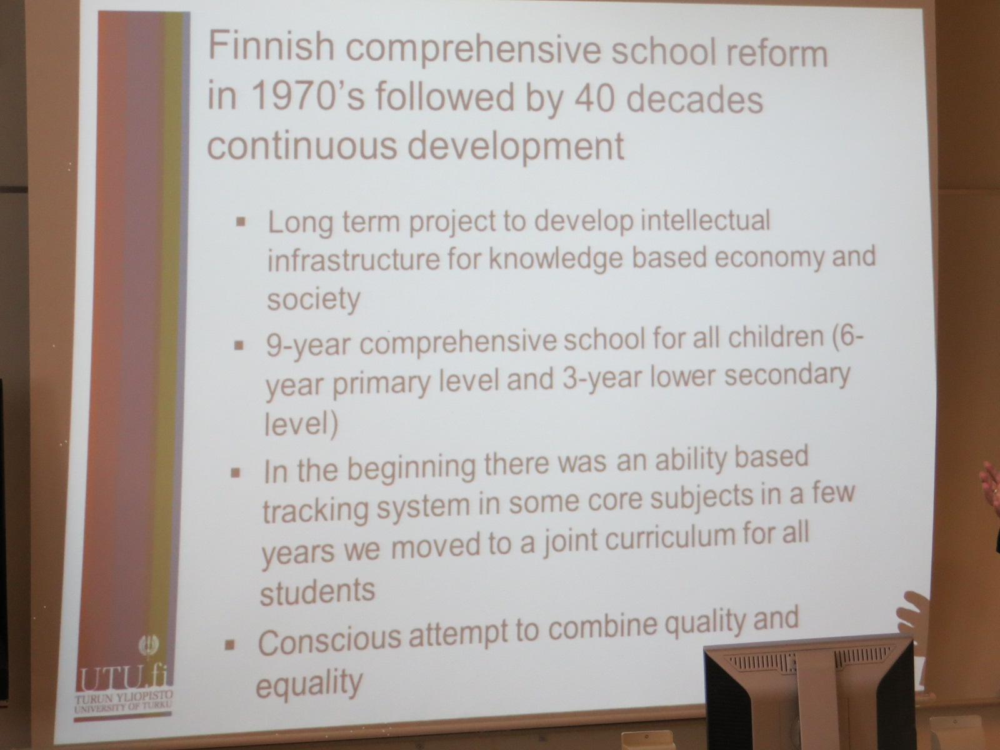 Finnish comprehensive school reform
in 1970's followed by 40 decades
continuous development
▪ Long term project to develop intellectual
infrastructure for knowledge based economy and
society
▪ 9-year comprehensive school for all children (6-
year primary level and 3-year lower secondary
level)
▪ In the beginning there was an ability based
tracking system in some core subjects in a few
years we moved to a joint curriculum for all
students
▪ Conscious attempt to combine quality and
equality
UTU.fi
TURUN YLIOPISTO
UNIVERSITY OF TURKU